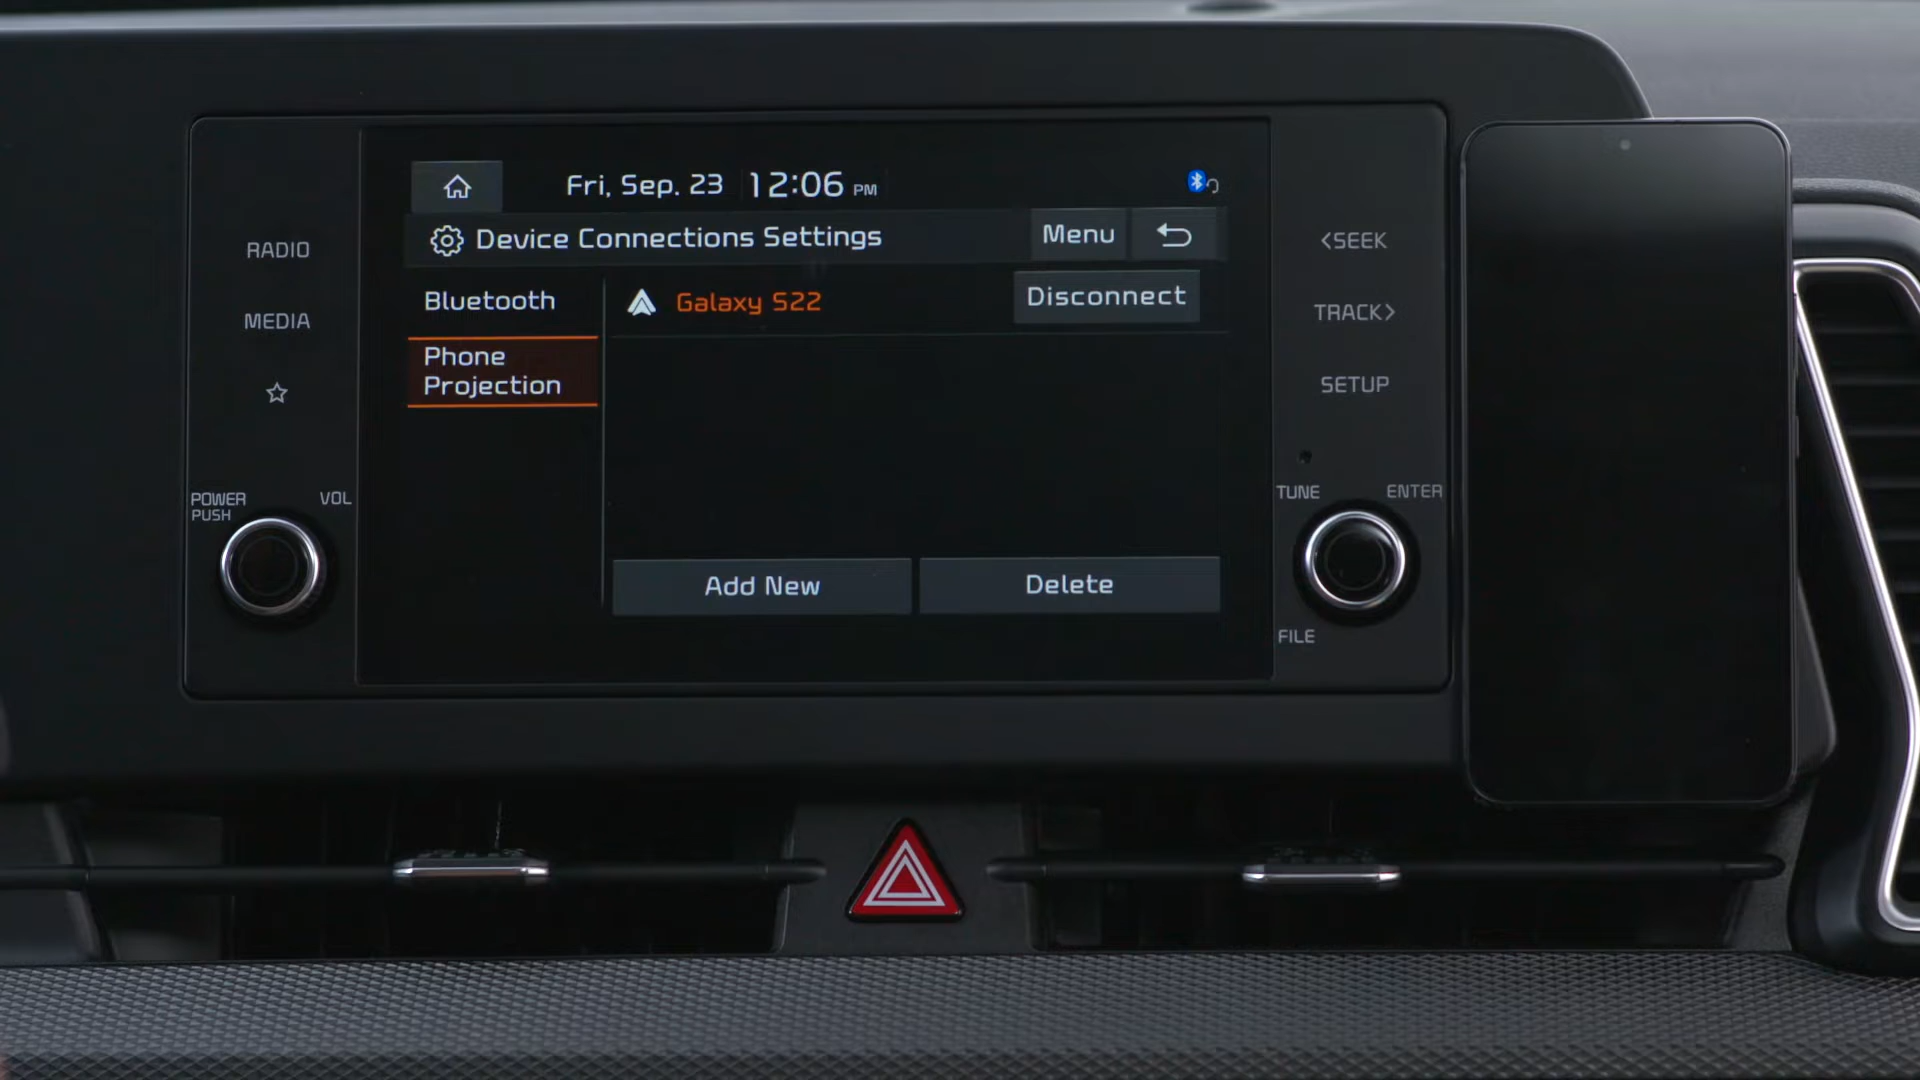 Fri, Sep. 23 12:06 PM
Device Connections Settings
Menu
Bluetooth
Phone
Projection
Galaxy S22
Disconnect
Add New
Delete
RADIO
MEDIA
POWER
PUSH
VOL
<SEEK
TRACK>
SETUP
TUNE
ENTER
FILE